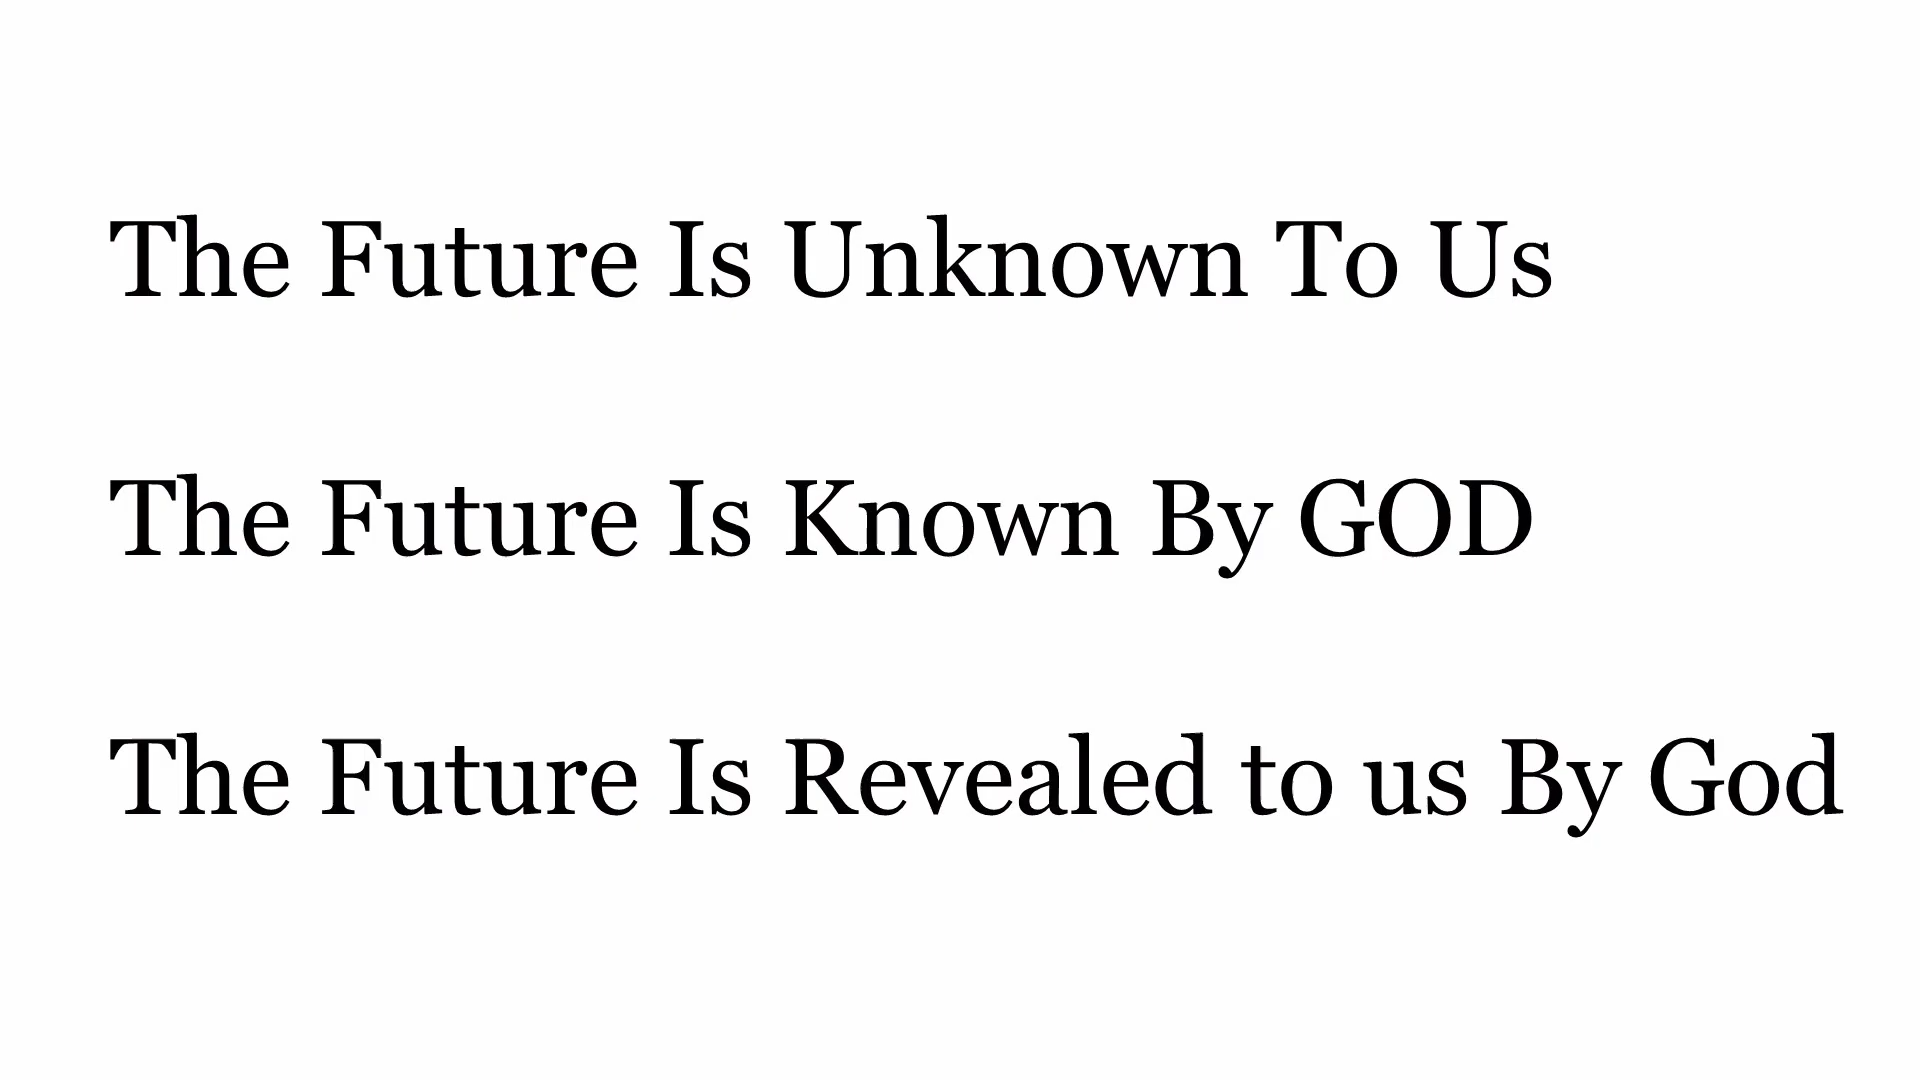 The Future Is Unknown To Us
The Future Is Known By GOD
The Future Is Revealed to us By God